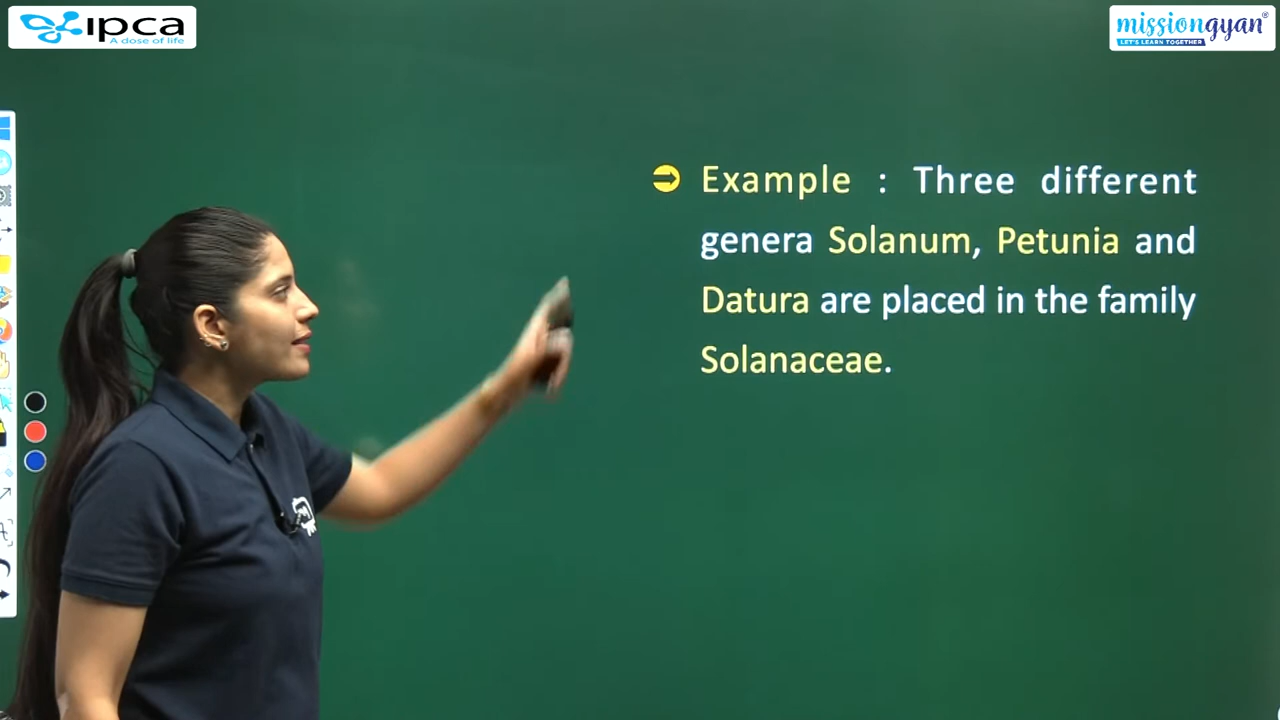 ipca
A dose of life
missiongyan®
LET'S LEARN TOGETHER
Example : Three different
genera Solanum, Petunia and
Datura are placed in the family
Solanaceae.